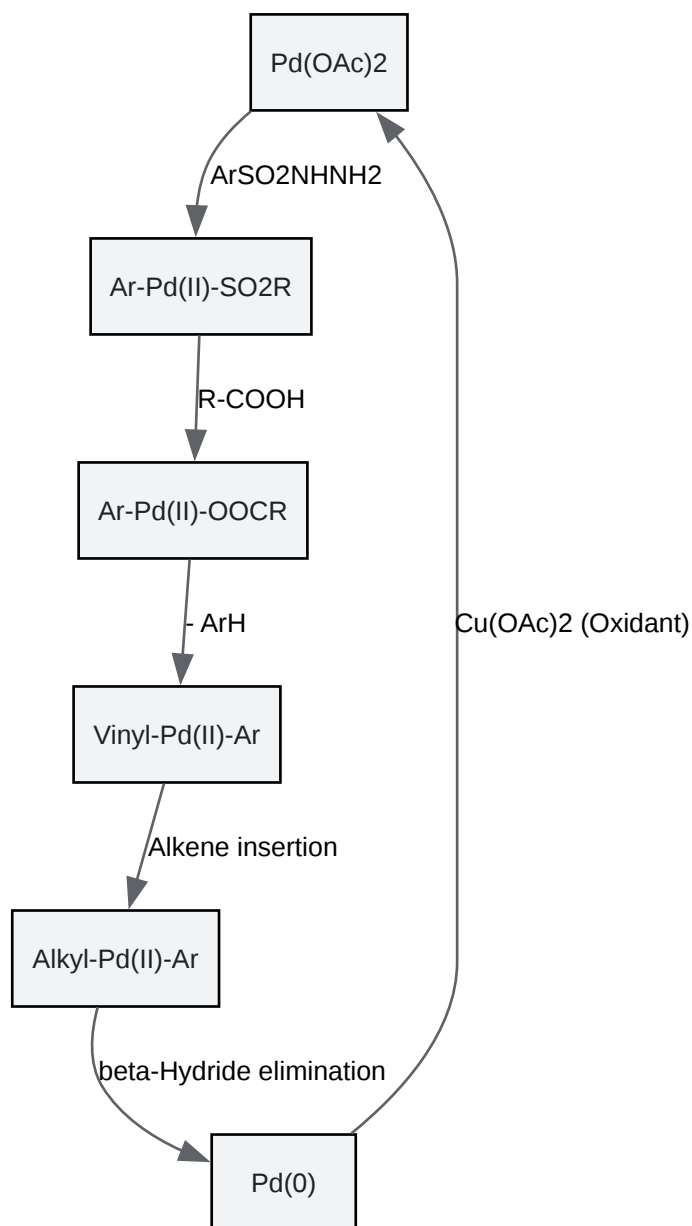 Pd(OAc)2
ArSO2NHNH2
Ar-Pd(II)-SO2R
R-COOH
Ar-Pd(II)-OOCR
- ArH
Cu(OAc)2 (Oxidant)
Vinyl-Pd(II)-Ar
Alkene insertion
Alkyl-Pd(II)-Ar
beta-Hydride elimination
Pd(0)